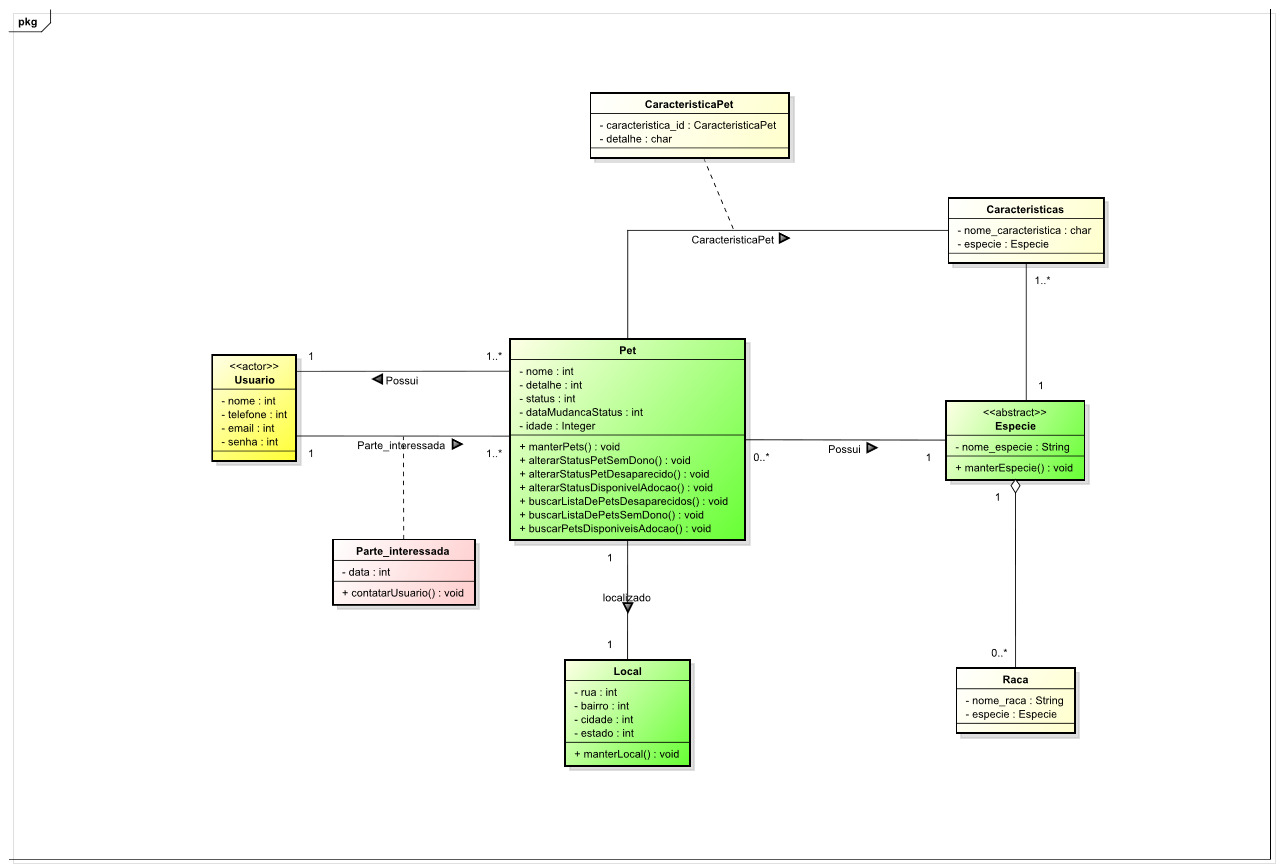 pkg
CaracteristicaPet
- caracteristica_id : CaracteristicaPet
- detalhe : char
Caracteristicas
- nome_caracteristica : char
- especie : Especie
CaracteristicaPet
1..*
1
<<actor>>
Usuario
- nome : int
- telefone : int
- email : int
- senha : int
1
1..*
Possui
Parte_interessada
1
1..*
Pet
- nome : int
- detalhe : int
- status : int
- dataMudancaStatus : int
- idade : Integer
+ manterPets() : void
+ alterarStatusPetSemDono() : void
+ alterarStatusPetDesaparecido() : void
+ alterarStatusDisponivelAdocao() : void
+ buscarListaDePetsDesaparecidos() : void
+ buscarListaDePetsSemDono() : void
+ buscarPetsDisponiveisAdocao() : void
0..*
Possui
1
<<abstract>>
Especie
- nome_especie : String
+ manterEspecie() : void
1
0..*
Parte_interessada
- data : int
+ contatarUsuario() : void
1
localizado
1
Local
- rua : int
- bairro : int
- cidade : int
- estado : int
+ manterLocal() : void
Raca
- nome_raca : String
- especie : Especie